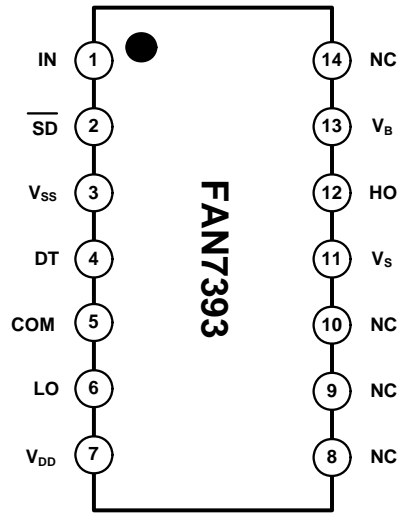 IN 1 14 NC
SD 2 13 VB
VSS 3 12 HO
DT 4 11 VS
COM 5 10 NC
LO 6 9 NC
VDD 7 8 NC
FAN7393